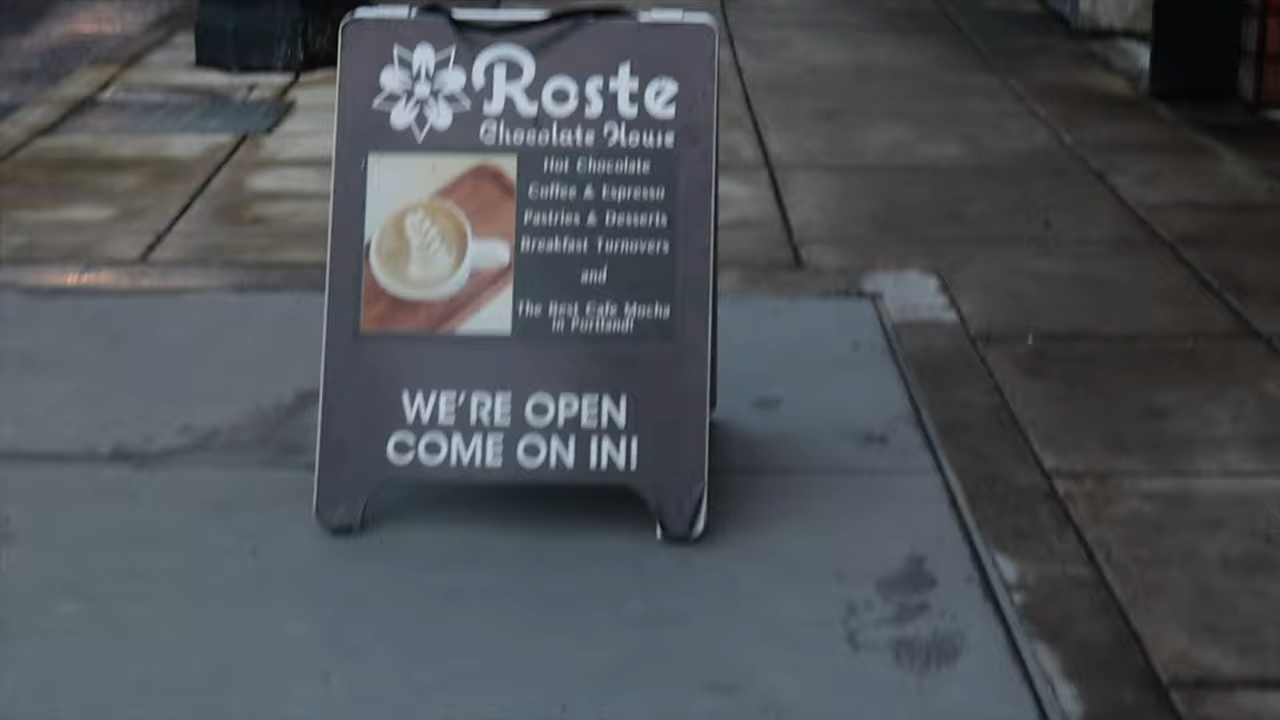 Roste
Chocolate House
Hot Chocolate
Coffee & Espresso
Pastries & Desserts
Breakfast Turnovers
and
The Best Cafe Mocha
in Portland!
WE'RE OPEN
COME ON IN!